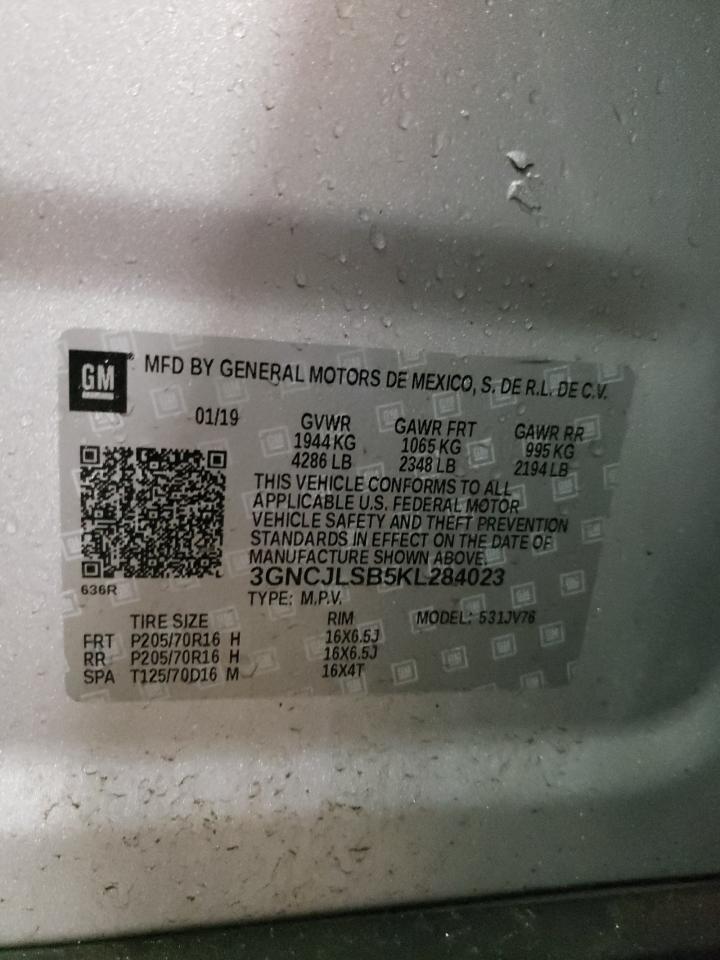 GM
MFD BY GENERAL MOTORS DE MEXICO, S. DE R.L. DE C.V.
01/19 GVWR GAWR FRT GAWR RR
1944 KG 1065 KG 995 KG
4286 LB 2348 LB 2194 LB
THIS VEHICLE CONFORMS TO ALL
APPLICABLE U.S. FEDERAL MOTOR
VEHICLE SAFETY AND THEFT PREVENTION
STANDARDS IN EFFECT ON THE DATE OF
MANUFACTURE SHOWN ABOVE.
3GNCJLSB5KL284023
636R
TYPE: M.P.V. MODEL: 531JV76
TIRE SIZE RIM
FRT P205/70R16 H 16X6.5J
RR P205/70R16 H 16X6.5J
SPA T125/70D16 M 16X4T